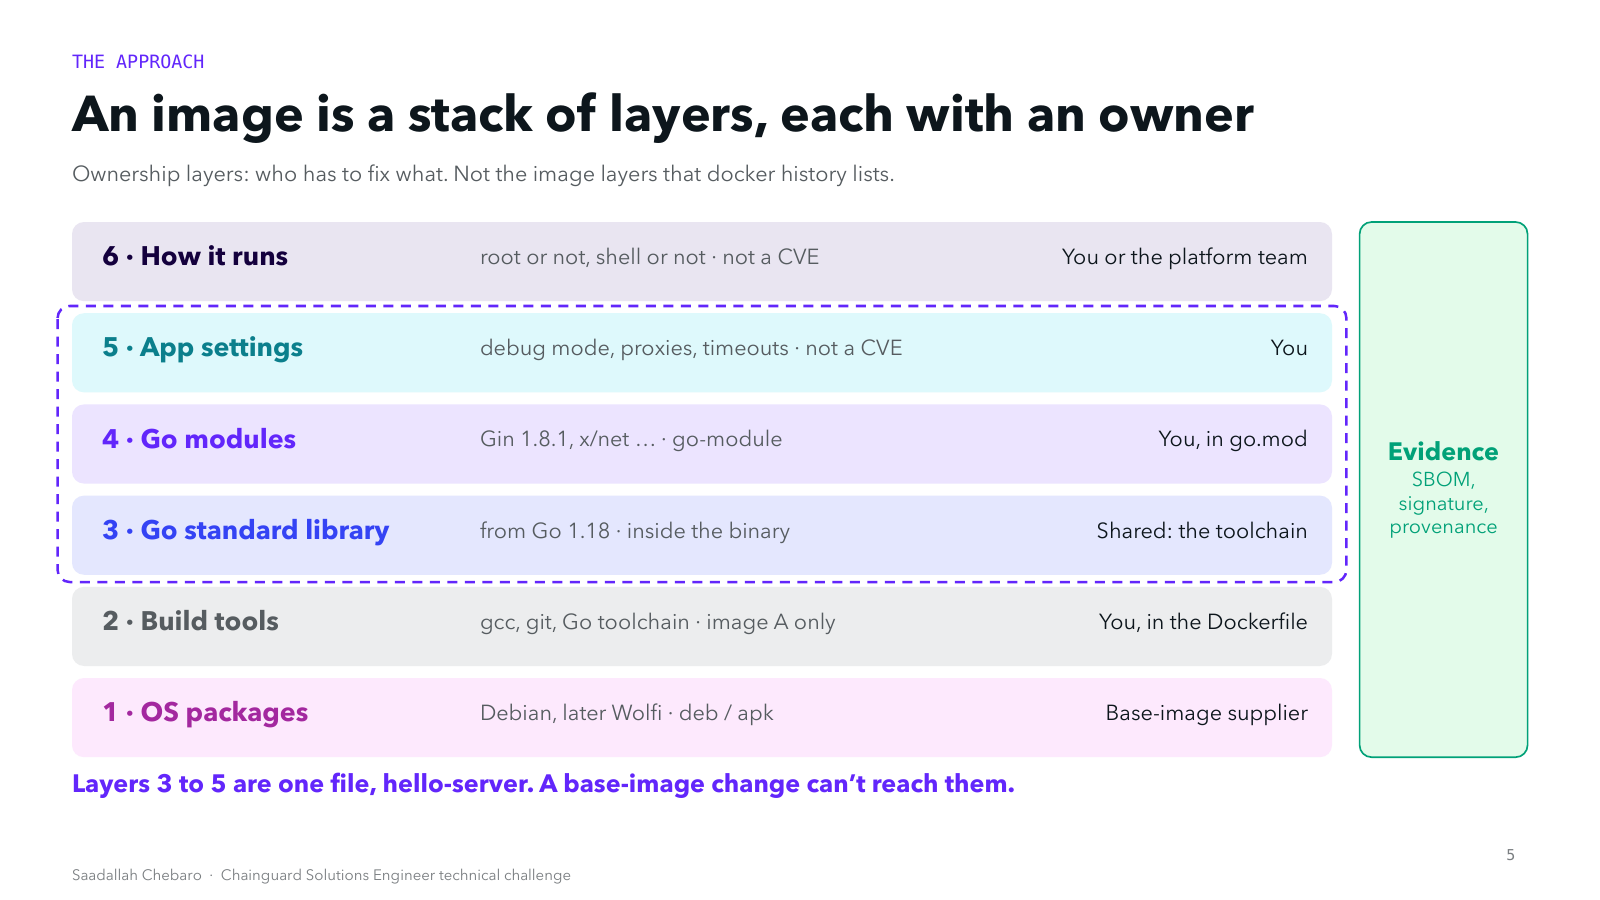 THE APPROACH
An image is a stack of layers, each with an owner
Ownership layers: who has to fix what. Not the image layers that docker history lists.
6 · How it runs
root or not, shell or not · not a CVE
You or the platform team
5 · App settings
debug mode, proxies, timeouts · not a CVE
You
4 · Go modules
Gin 1.8.1, x/net … · go-module
You, in go.mod
3 · Go standard library
from Go 1.18 · inside the binary
Shared: the toolchain
2 · Build tools
gcc, git, Go toolchain · image A only
You, in the Dockerfile
1 · OS packages
Debian, later Wolfi · deb / apk
Base-image supplier
Evidence
SBOM,
signature,
provenance
Layers 3 to 5 are one file, hello-server. A base-image change can’t reach them.
5
Saadallah Chebaro · Chainguard Solutions Engineer technical challenge